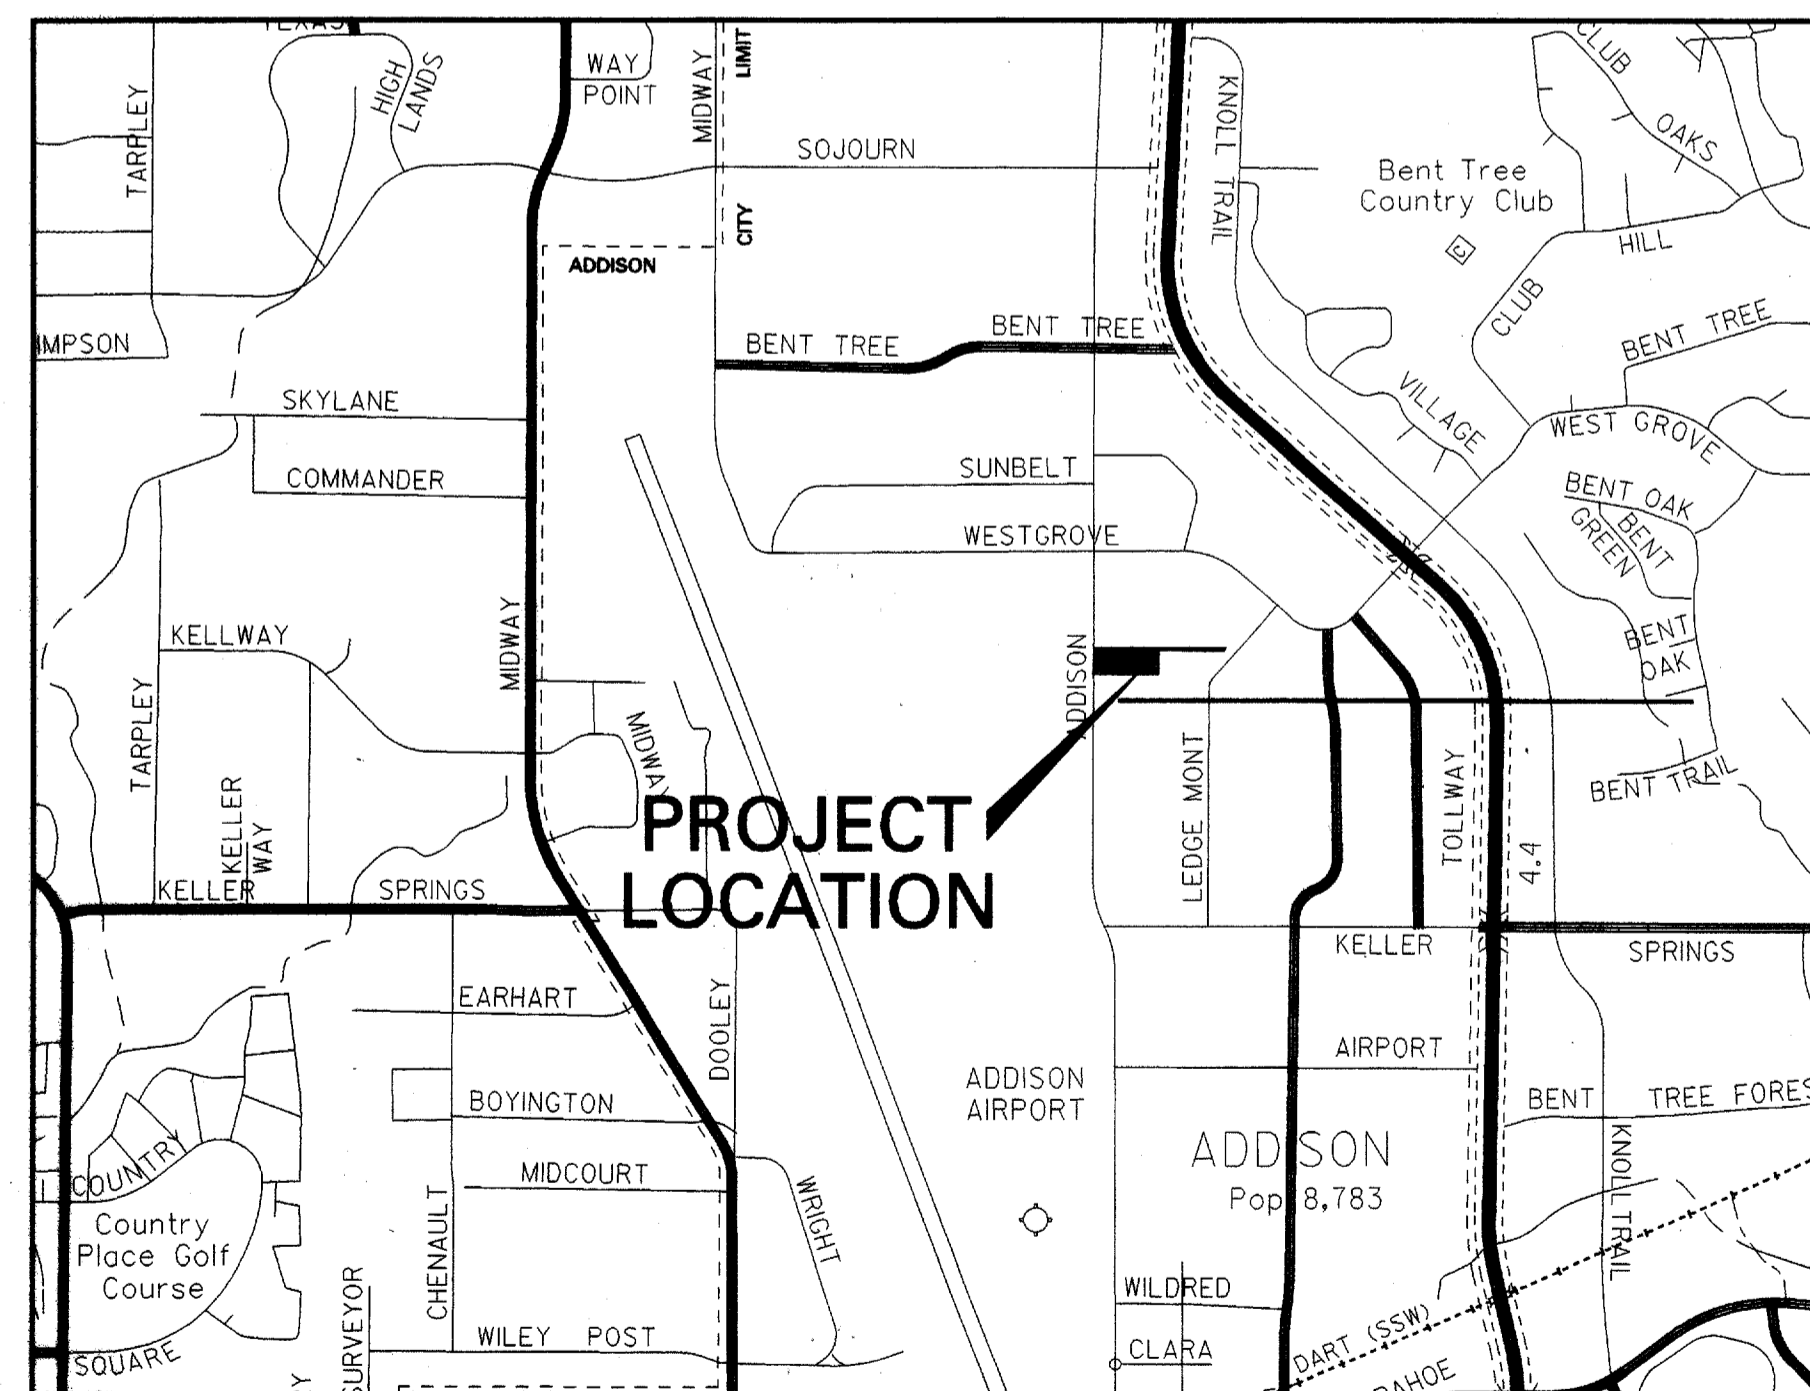 TEXAS
WAY
POINT
MIDWAY
LIMIT
CITY
HIGH
LANDS
TARPLEY
SOJOURN
KNOLL TRAIL
CLUB
OAKS
Bent Tree
Country Club
C
HILL
ADDISON
CLUB
BENT TREE
BENT TREE
BENT TREE
IMPSON
SKYLANE
VILLAGE
WEST GROVE
COMMANDER
SUNBELT
BENT OAK
BENT
GREEN
WESTGROVE
KELLWAY
MIDWAY
ADDISON
BENT
OAK
TARPLEY
MIDWAY
LEDGE MONT
TOLLWAY
BENT TRAIL
KELLER
WAY
PROJECT
LOCATION
4.4
KELLER SPRINGS
KELLER
SPRINGS
EARHART
DOOLEY
AIRPORT
ADDISON
AIRPORT
BOYINGTON
BENT TREE FORES
ADDISON
Pop 8,783
COUNTRY
MIDCOURT
WRIGHT
KNOLL TRAIL
Country
Place Golf
Course
CHENAULT
WILDRED
SURVEYOR
WILEY POST
CLARA
DART (SSW)
SQUARE
RAHOE
Y